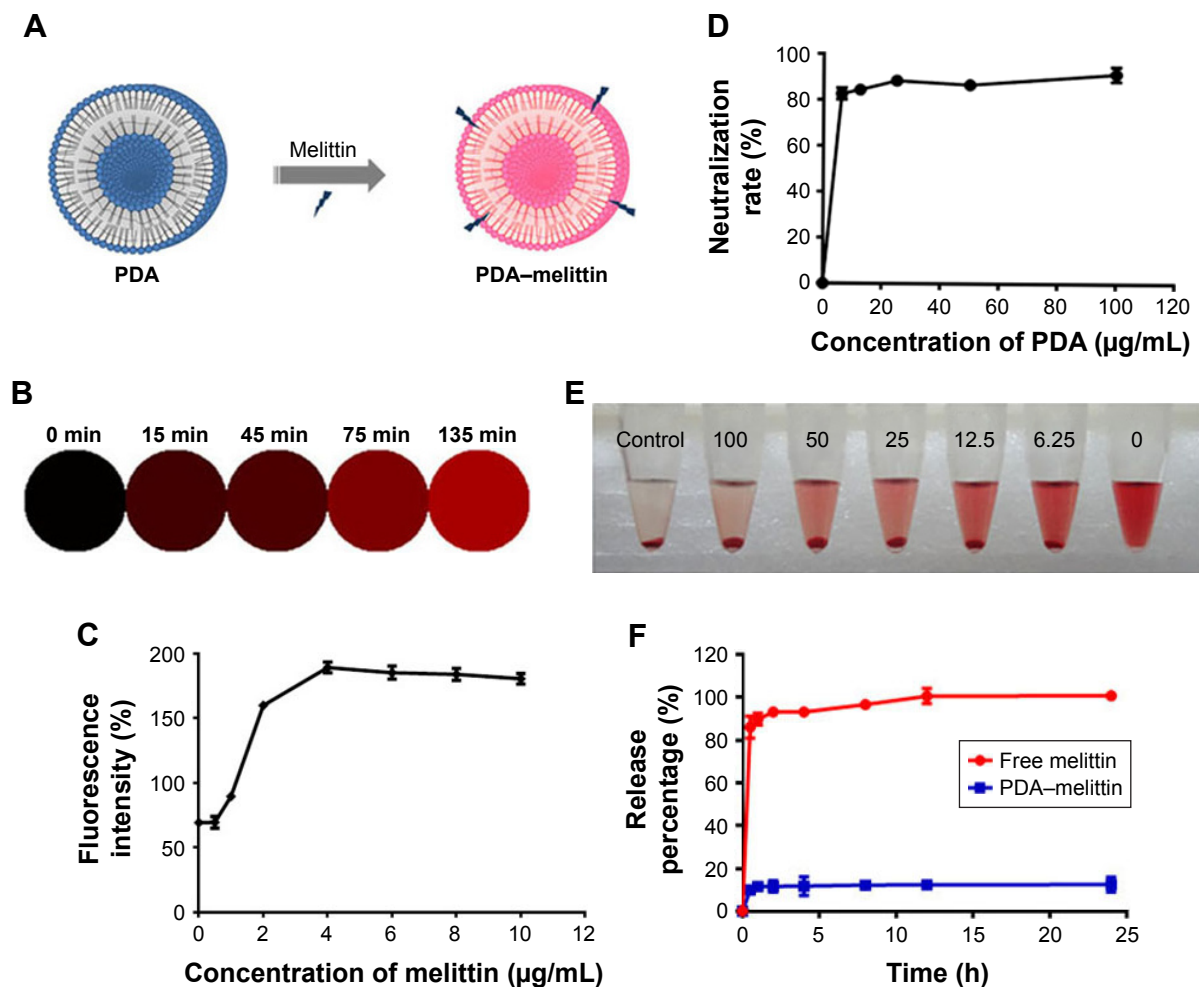 A
Melittin
PDA
PDA–melittin
B
0 min 15 min 45 min 75 min 135 min
C
Fluorescence
intensity (%)
200
150
100
50
0
0 2 4 6 8 10 12
Concentration of melittin (µg/mL)
D
Neutralization
rate (%)
100
80
60
40
20
0
0 20 40 60 80 100 120
Concentration of PDA (µg/mL)
E
Control 100 50 25 12.5 6.25 0
F
Release
percentage (%)
120
100
80
60
40
20
0
Free melittin
PDA–melittin
0 5 10 15 20 25
Time (h)